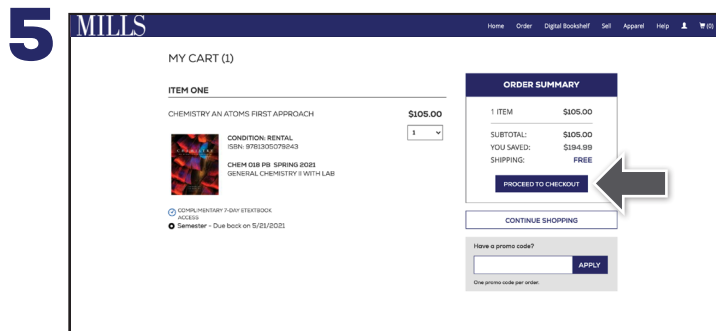 5
MILLS
Home Order Digital Bookshelf Sell Apparel Help (0)
MY CART (1)
ITEM ONE
CHEMISTRY AN ATOMS FIRST APPROACH $105.00
1
CONDITION: RENTAL
ISBN: 9781305079243
CHEM 018 PB SPRING 2021
GENERAL CHEMISTRY II WITH LAB
COMPLIMENTARY 7-DAY ETEXTBOOK
ACCESS
Semester - Due back on 5/21/2021
ORDER SUMMARY
1 ITEM $105.00
SUBTOTAL: $105.00
YOU SAVED: $194.99
SHIPPING: FREE
PROCEED TO CHECKOUT
CONTINUE SHOPPING
Have a promo code?
APPLY
One promo code per order.